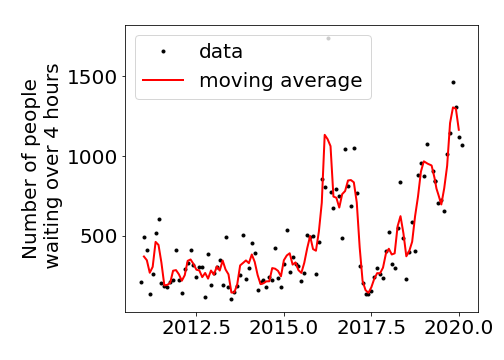 data
moving average
Number of people
waiting over 4 hours
1500
1000
500
2012.5 2015.0 2017.5 2020.0